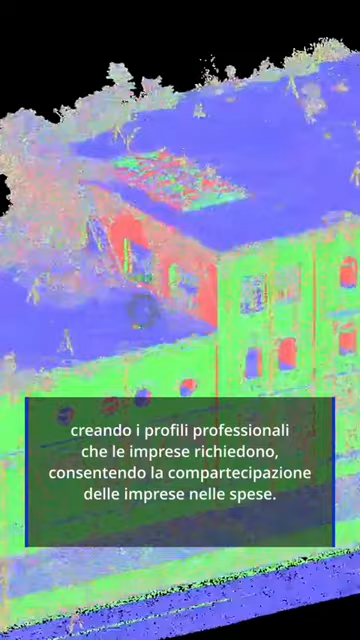 creando i profili professionali
che le imprese richiedono,
consentendo la compartecipazione
delle imprese nelle spese.